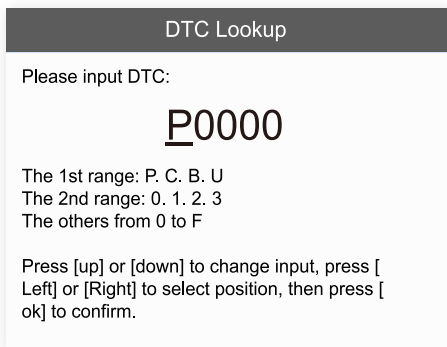 DTC Lookup
Please input DTC:
P0000
The 1st range: P. C. B. U
The 2nd range: 0. 1. 2. 3
The others from 0 to F
Press [up] or [down] to change input, press [
Left] or [Right] to select position, then press [
ok] to confirm.